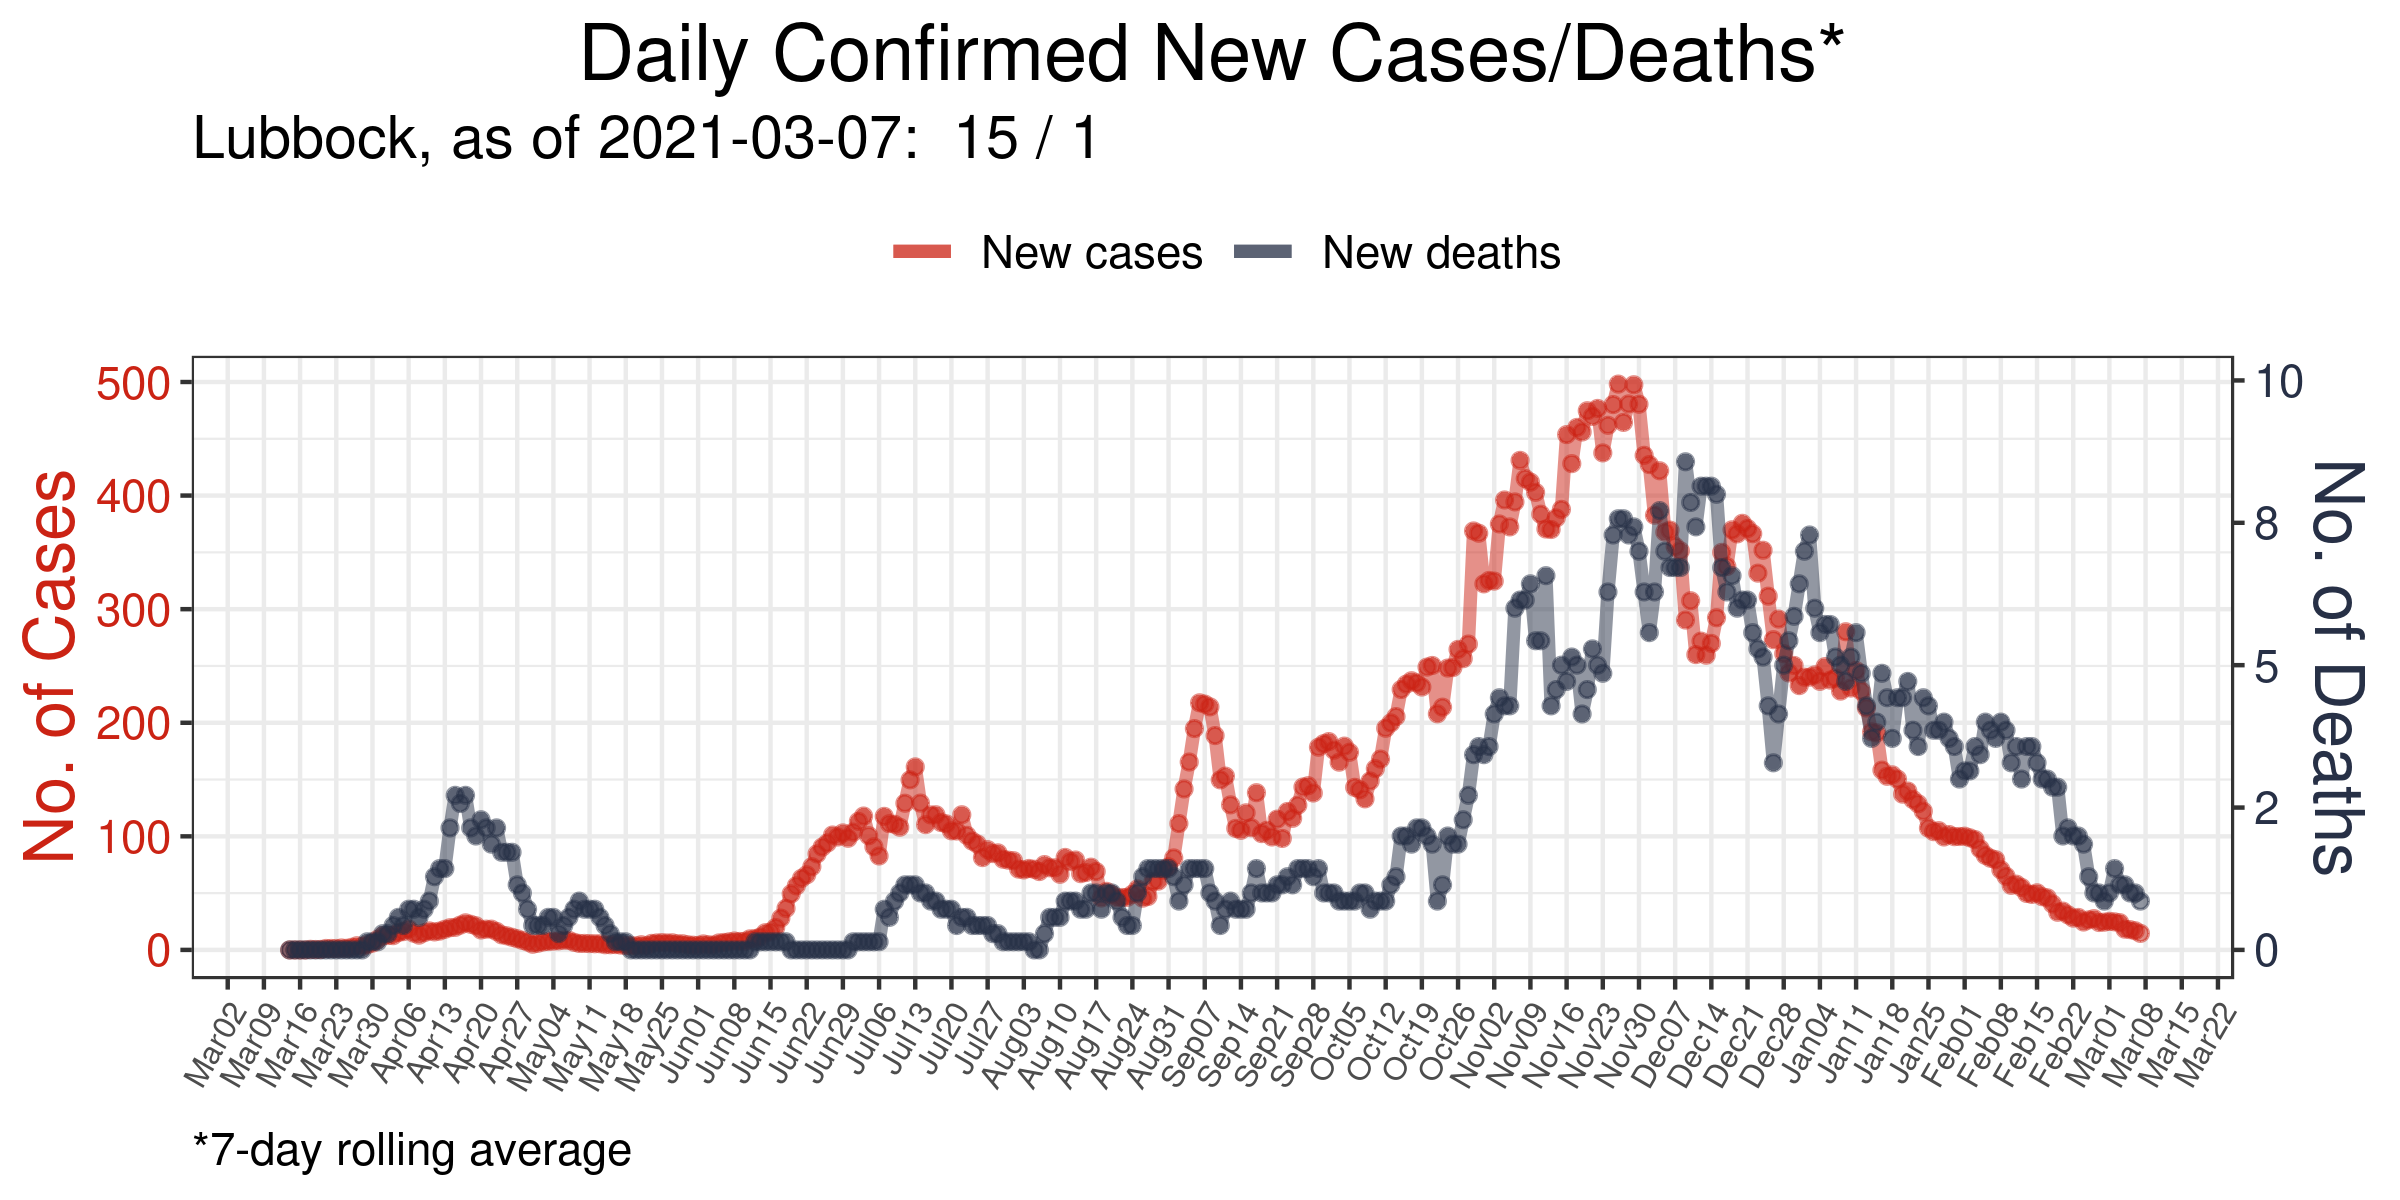 Daily Confirmed New Cases/Deaths*
Lubbock, as of 2021-03-07:  15 / 1
New cases
New deaths
No. of Cases
500
400
300
200
100
0
10
8
5
2
0
No. of Deaths
Mar02
Mar09
Mar16
Mar23
Mar30
Apr06
Apr13
Apr20
Apr27
May04
May11
May18
May25
Jun01
Jun08
Jun15
Jun22
Jun29
Jul06
Jul13
Jul20
Jul27
Aug03
Aug10
Aug17
Aug24
Aug31
Sep07
Sep14
Sep21
Sep28
Oct05
Oct12
Oct19
Oct26
Nov02
Nov09
Nov16
Nov23
Nov30
Dec07
Dec14
Dec21
Dec28
Jan04
Jan11
Jan18
Jan25
Feb01
Feb08
Feb15
Feb22
Mar01
Mar08
Mar15
Mar22
*7-day rolling average